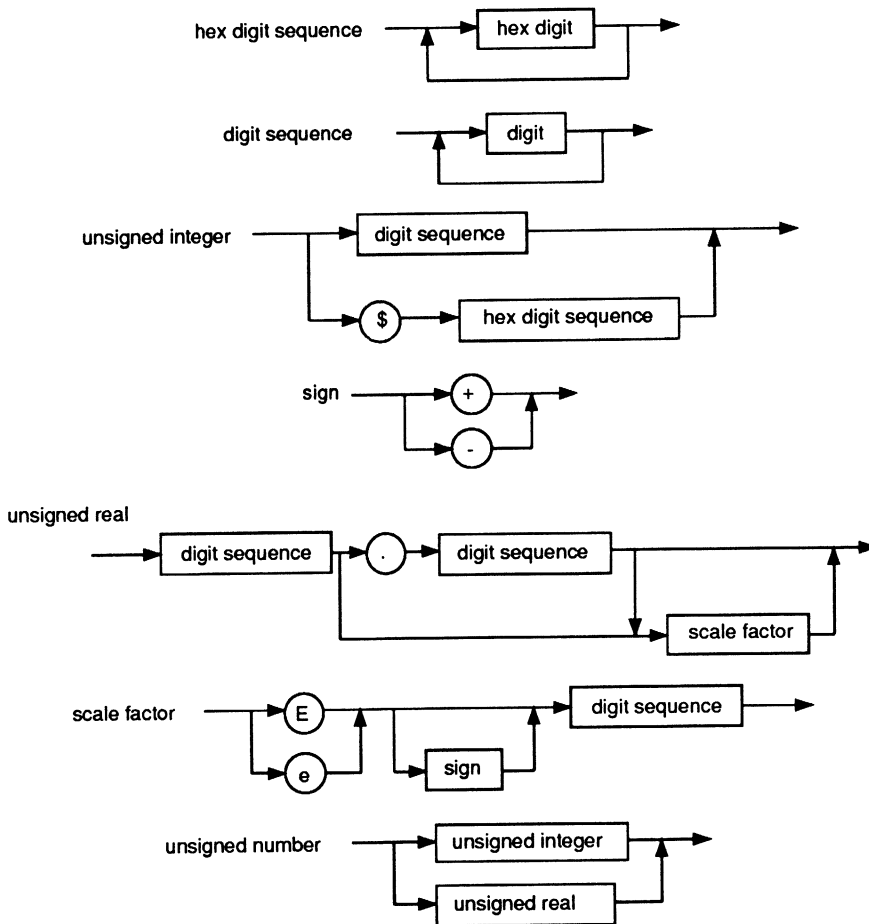 hex digit sequence hex digit
digit sequence digit
unsigned integer digit sequence
$ hex digit sequence
sign +
-
unsigned real
digit sequence . digit sequence
scale factor
scale factor E digit sequence
e sign
unsigned number unsigned integer
unsigned real